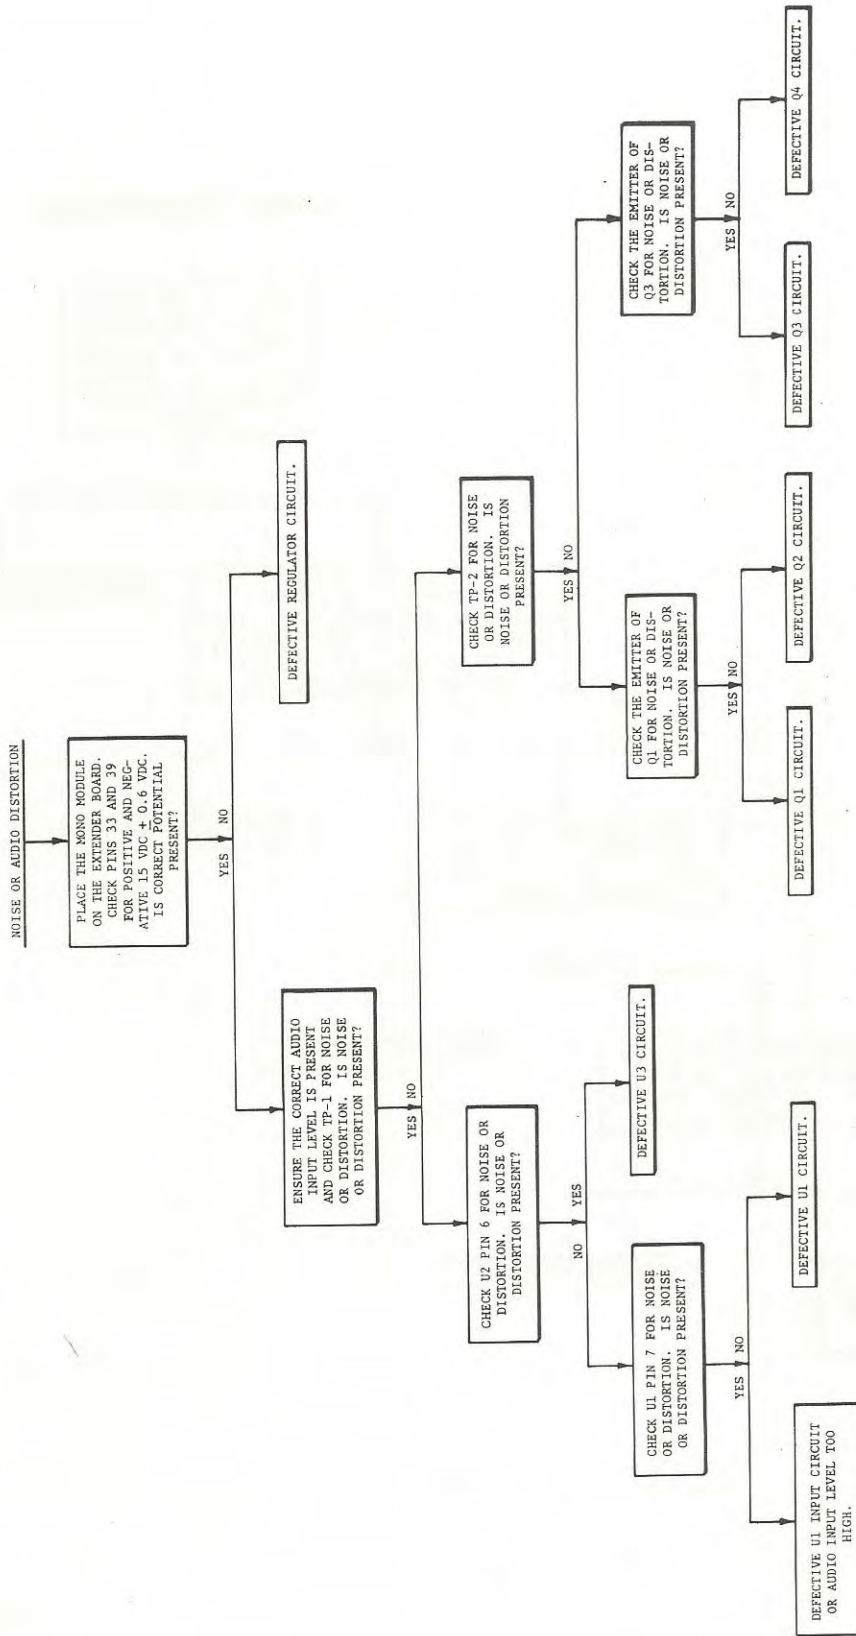 NOISE OR AUDIO DISTORTION
PLACE THE MONO MODULE
ON THE EXTENDER BOARD.
CHECK PINS 33 AND 39
FOR POSITIVE AND NEG-
ATIVE 15 VDC ± 0.6 VDC.
IS CORRECT POTENTIAL
PRESENT?
YES NO
ENSURE THE CORRECT AUDIO
INPUT LEVEL IS PRESENT
AND CHECK TP-1 FOR NOISE
OR DISTORTION. IS NOISE
OR DISTORTION PRESENT?
DEFECTIVE REGULATOR CIRCUIT.
YES NO
CHECK U2 PIN 6 FOR NOISE OR
DISTORTION. IS NOISE OR
DISTORTION PRESENT?
CHECK TP-2 FOR NOISE
OR DISTORTION. IS
NOISE OR DISTORTION
PRESENT?
NO YES
YES NO
CHECK U1 PIN 7 FOR NOISE
OR DISTORTION. IS NOISE
OR DISTORTION PRESENT?
DEFECTIVE U3 CIRCUIT.
CHECK THE EMITTER OF
Q1 FOR NOISE OR DIS-
TORTION. IS NOISE OR
DISTORTION PRESENT?
CHECK THE EMITTER OF
Q3 FOR NOISE OR DIS-
TORTION. IS NOISE OR
DISTORTION PRESENT?
YES NO
YES NO
YES NO
DEFECTIVE U1 INPUT CIRCUIT
OR AUDIO INPUT LEVEL TOO
HIGH.
DEFECTIVE U1 CIRCUIT.
DEFECTIVE Q1 CIRCUIT.
DEFECTIVE Q2 CIRCUIT.
DEFECTIVE Q3 CIRCUIT.
DEFECTIVE Q4 CIRCUIT.